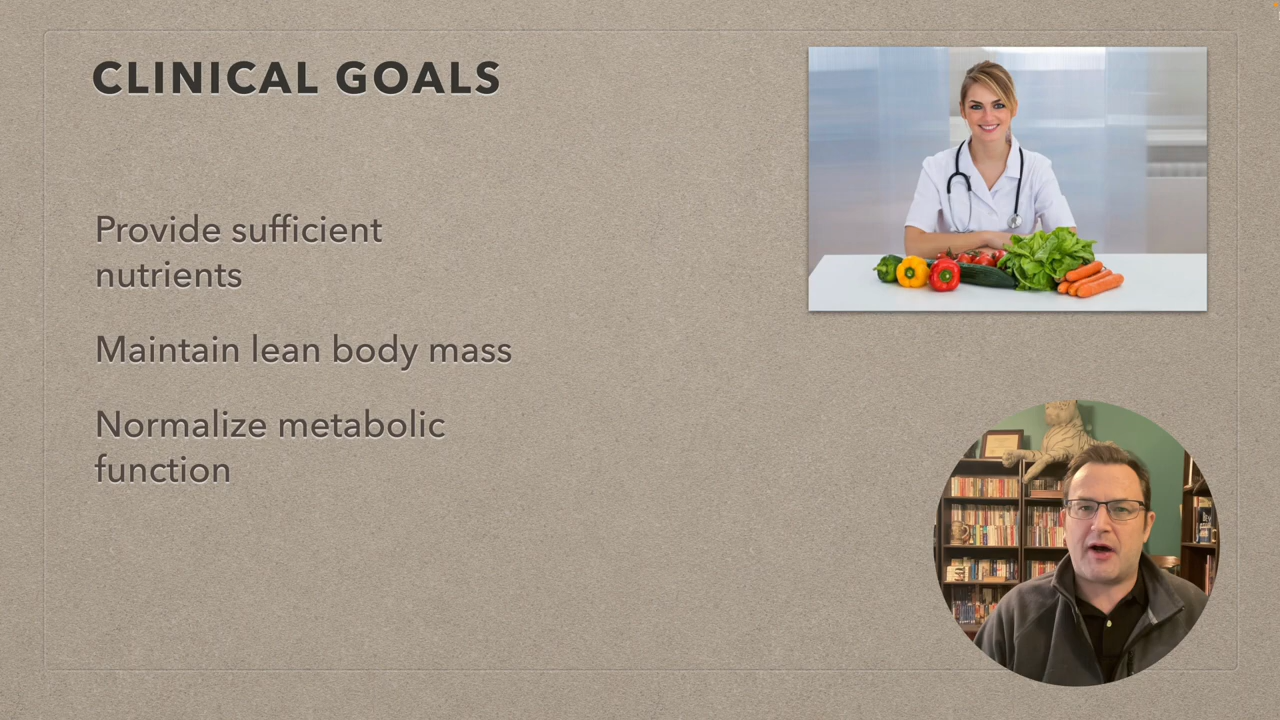 CLINICAL GOALS
Provide sufficient
nutrients
Maintain lean body mass
Normalize metabolic
function